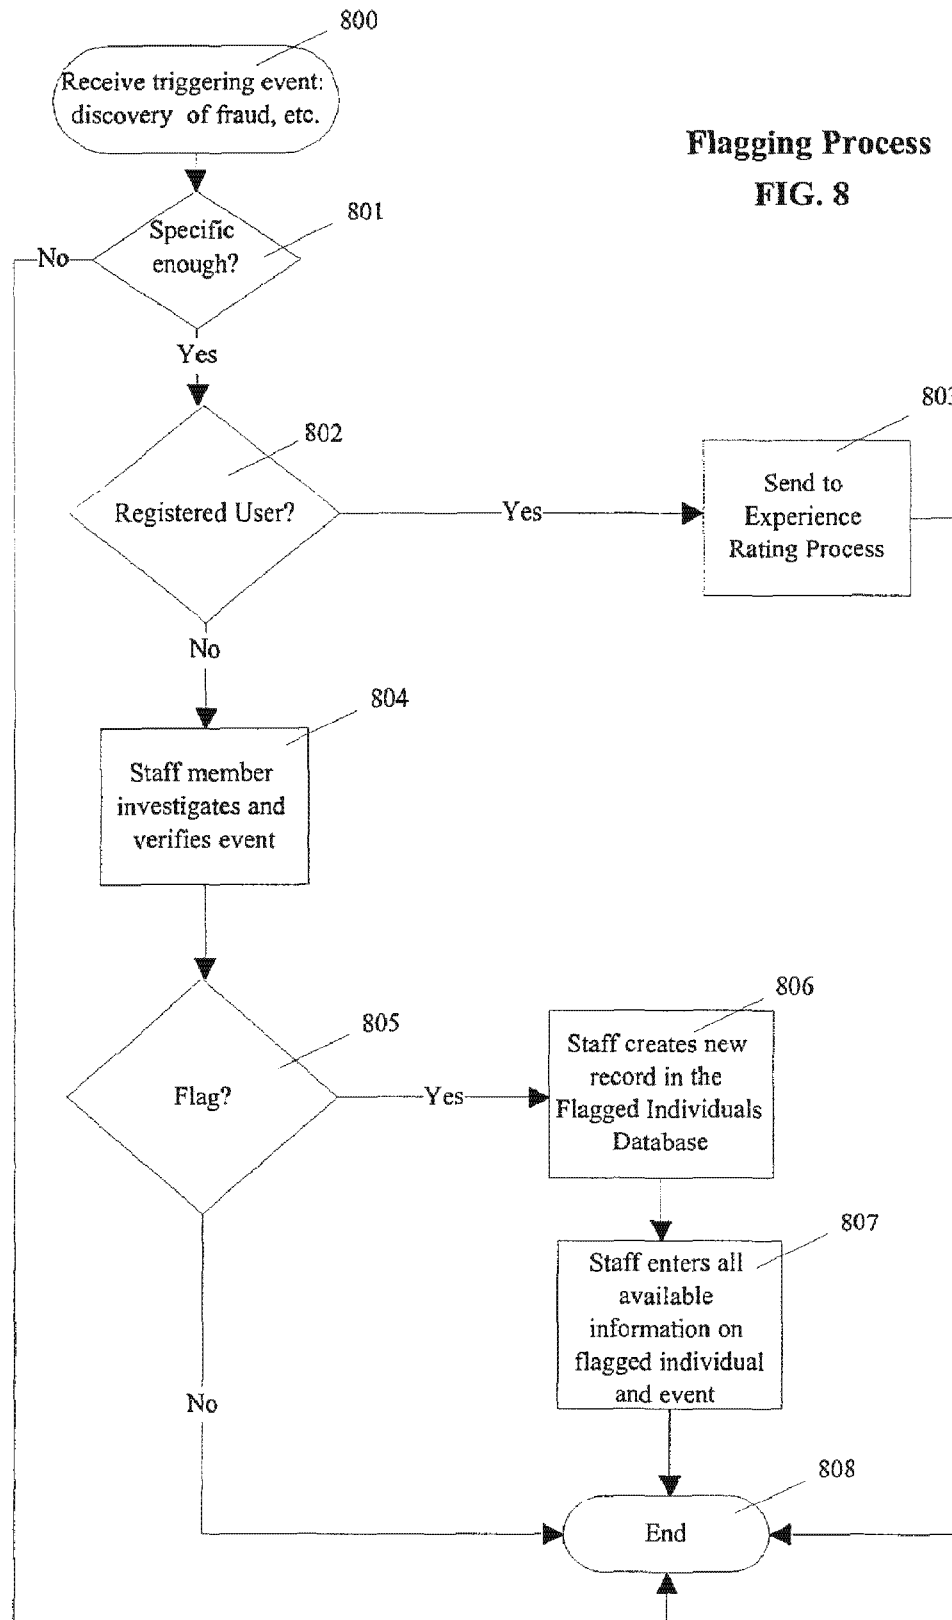 800
Receive triggering event:
discovery of fraud, etc.
Flagging Process
FIG. 8
801
Specific
enough?
No
Yes
802
Registered User?
Yes
803
Send to
Experience
Rating Process
No
804
Staff member
investigates and
verifies event
805
Flag?
Yes
806
Staff creates new
record in the
Flagged Individuals
Database
807
Staff enters all
available
information on
flagged individual
and event
No
808
End